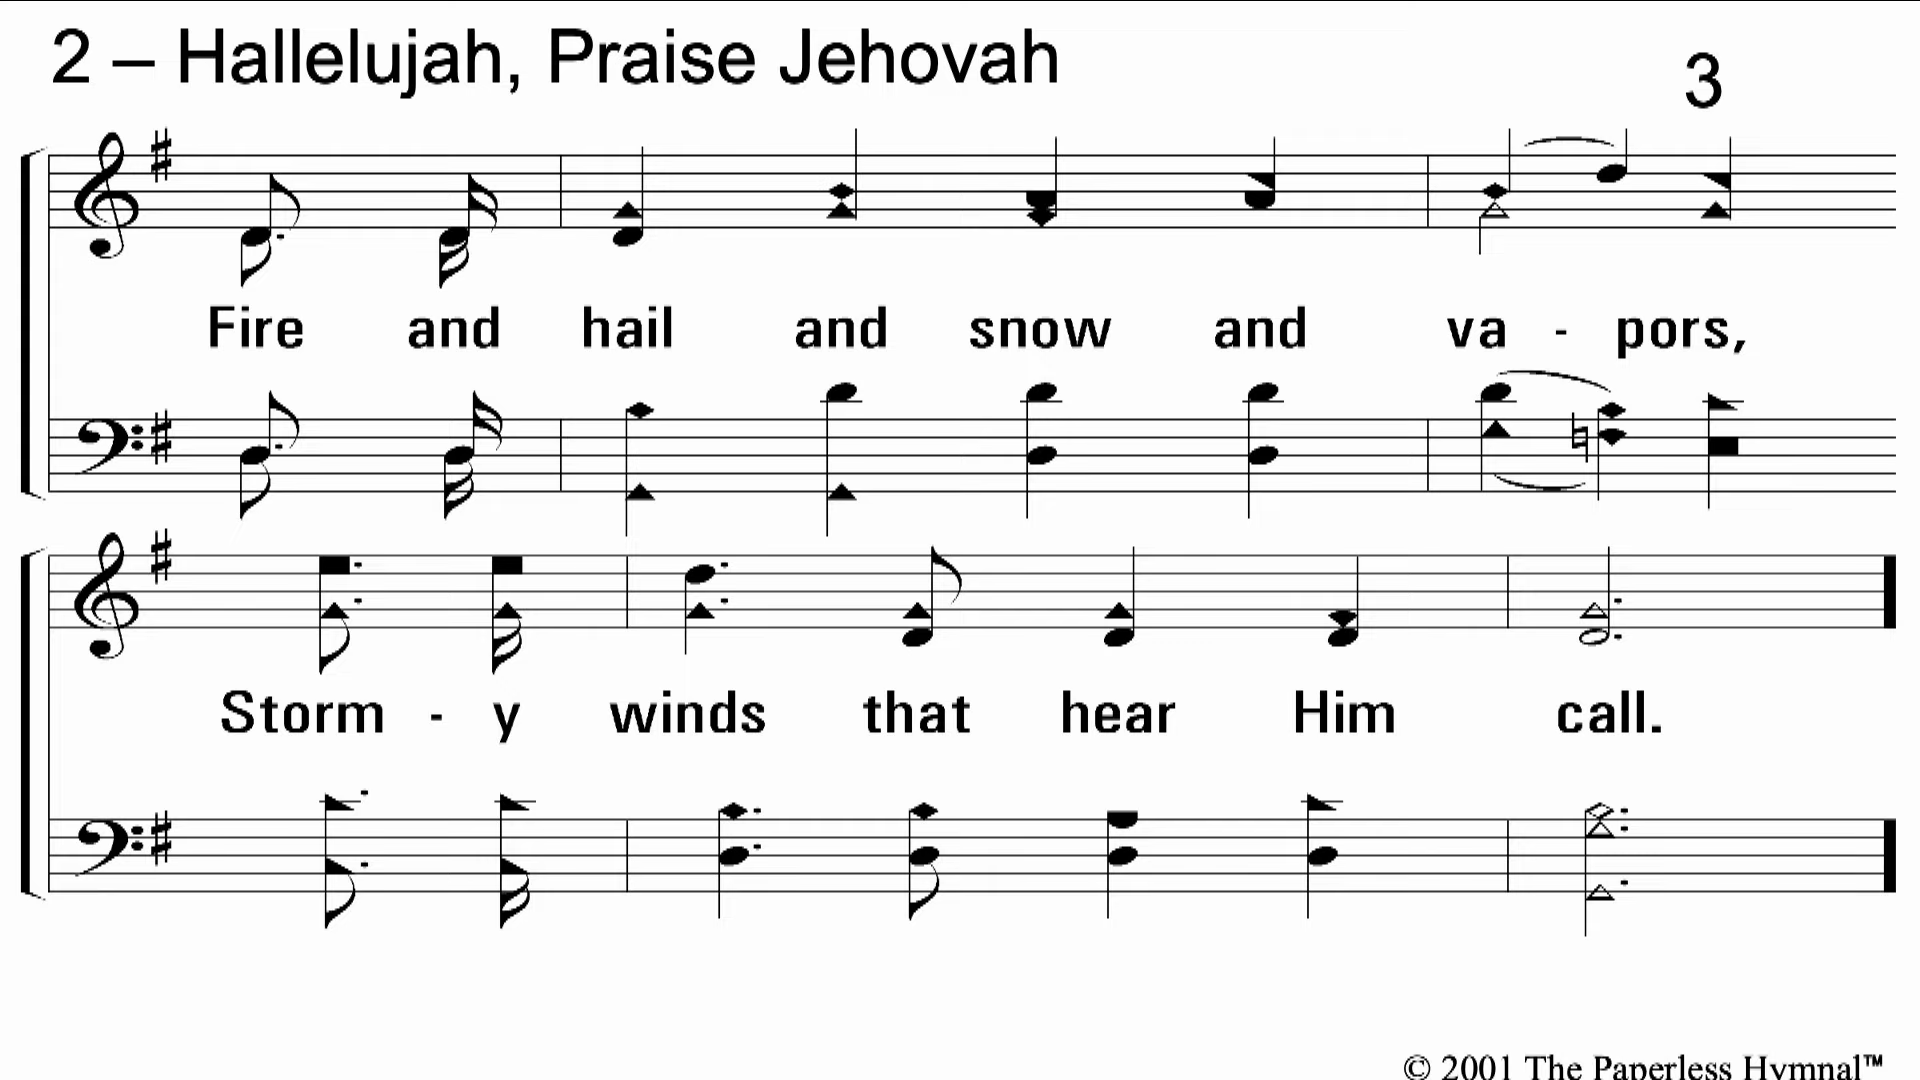 2 – Hallelujah, Praise Jehovah
3
Fire and hail and snow and va - pors,
Storm - y winds that hear Him call.
© 2001 The Paperless Hymnal™